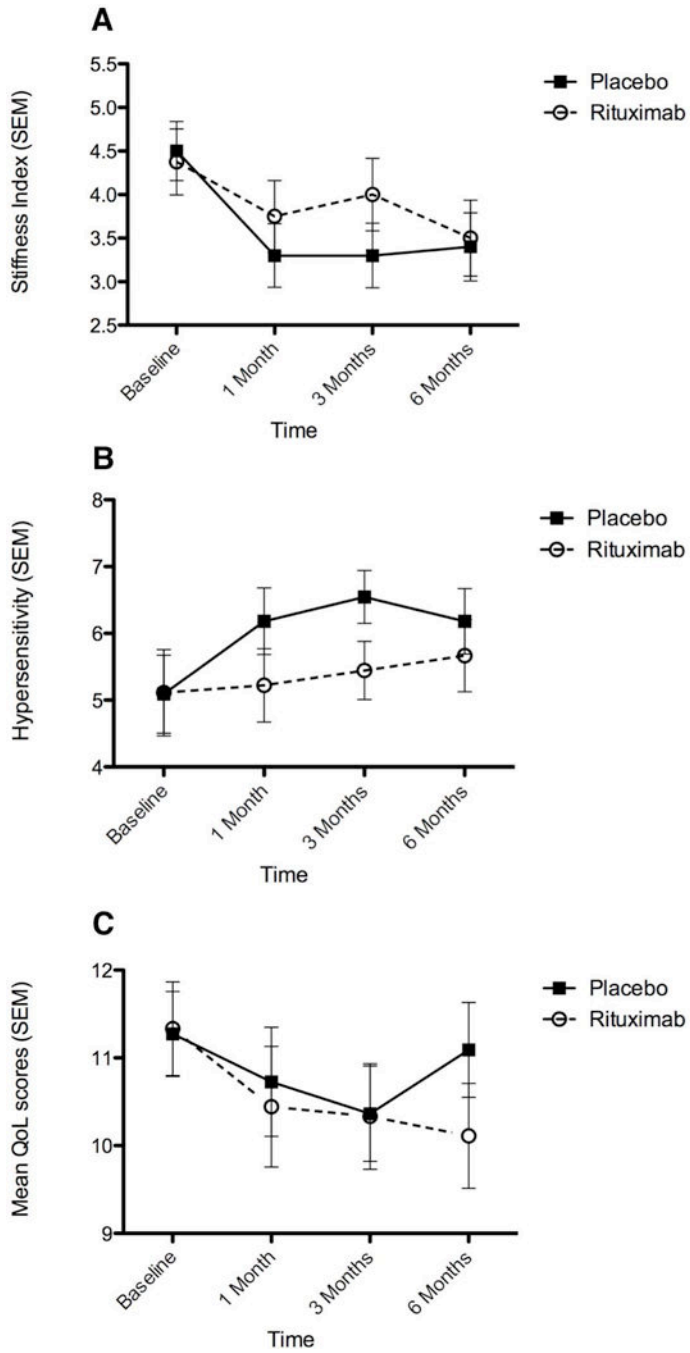 A
Stiffness Index (SEM)
5.5
5.0
4.5
4.0
3.5
3.0
2.5
Baseline
1 Month
3 Months
6 Months
Time
Placebo
Rituximab
B
Hypersensitivity (SEM)
8
7
6
5
4
Baseline
1 Month
3 Months
6 Months
Time
Placebo
Rituximab
C
Mean QoL scores (SEM)
12
11
10
9
Baseline
1 Month
3 Months
6 Months
Time
Placebo
Rituximab